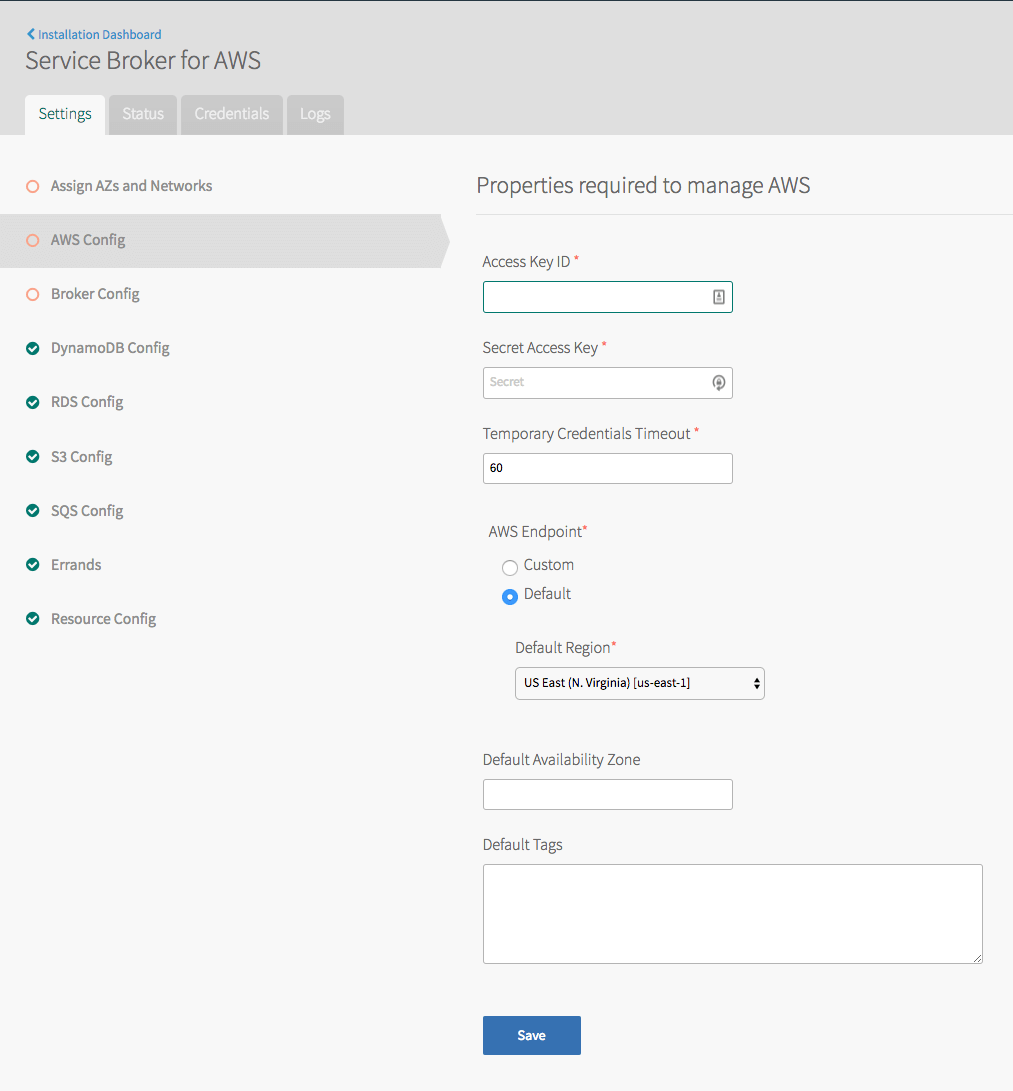 Installation Dashboard
Service Broker for AWS
Settings
Status
Credentials
Logs
Assign AZs and Networks
AWS Config
Broker Config
DynamoDB Config
RDS Config
S3 Config
SQS Config
Errands
Resource Config
Properties required to manage AWS
Access Key ID *
Secret Access Key *
Secret
Temporary Credentials Timeout *
60
AWS Endpoint*
Custom
Default
Default Region*
US East (N. Virginia) [us-east-1]
Default Availability Zone
Default Tags
Save